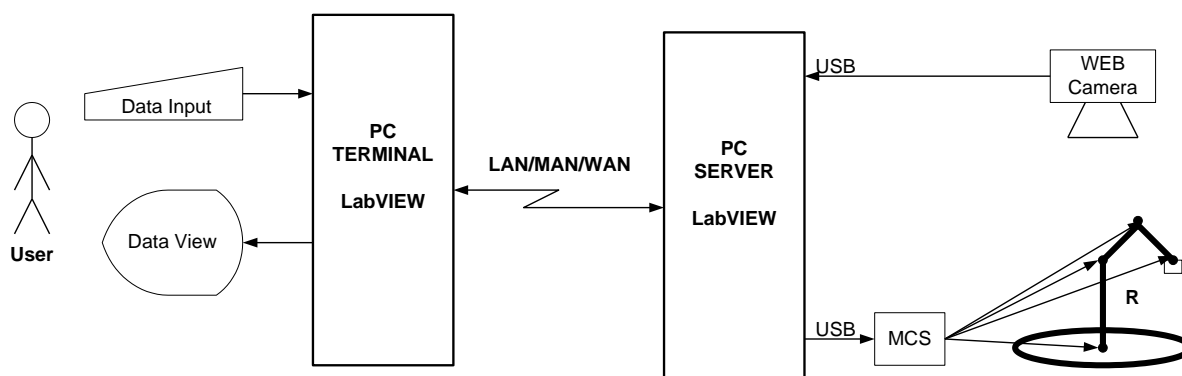 User
Data Input
Data View
PC
TERMINAL
LabVIEW
LAN/MAN/WAN
PC
SERVER
LabVIEW
USB
WEB
Camera
USB
MCS
R